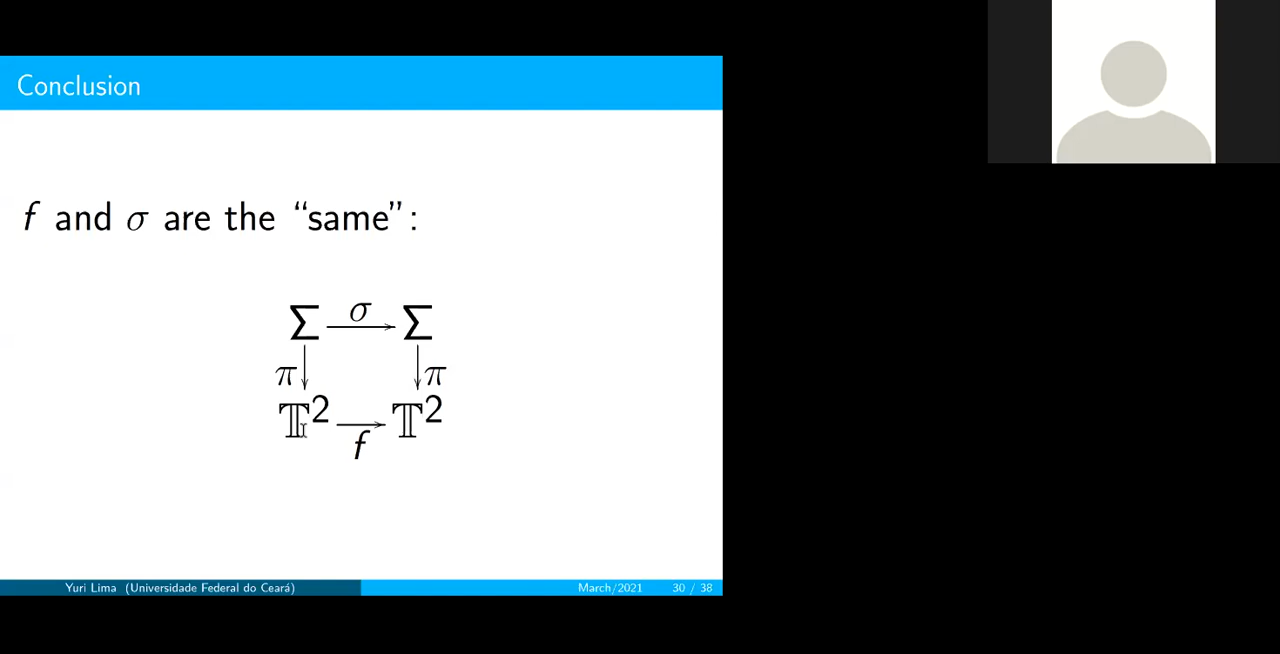 Conclusion
f and σ are the “same”:
Σ σ Σ
π π
𝕋² f 𝕋²
Yuri Lima (Universidade Federal do Ceará) March/2021 30 / 38